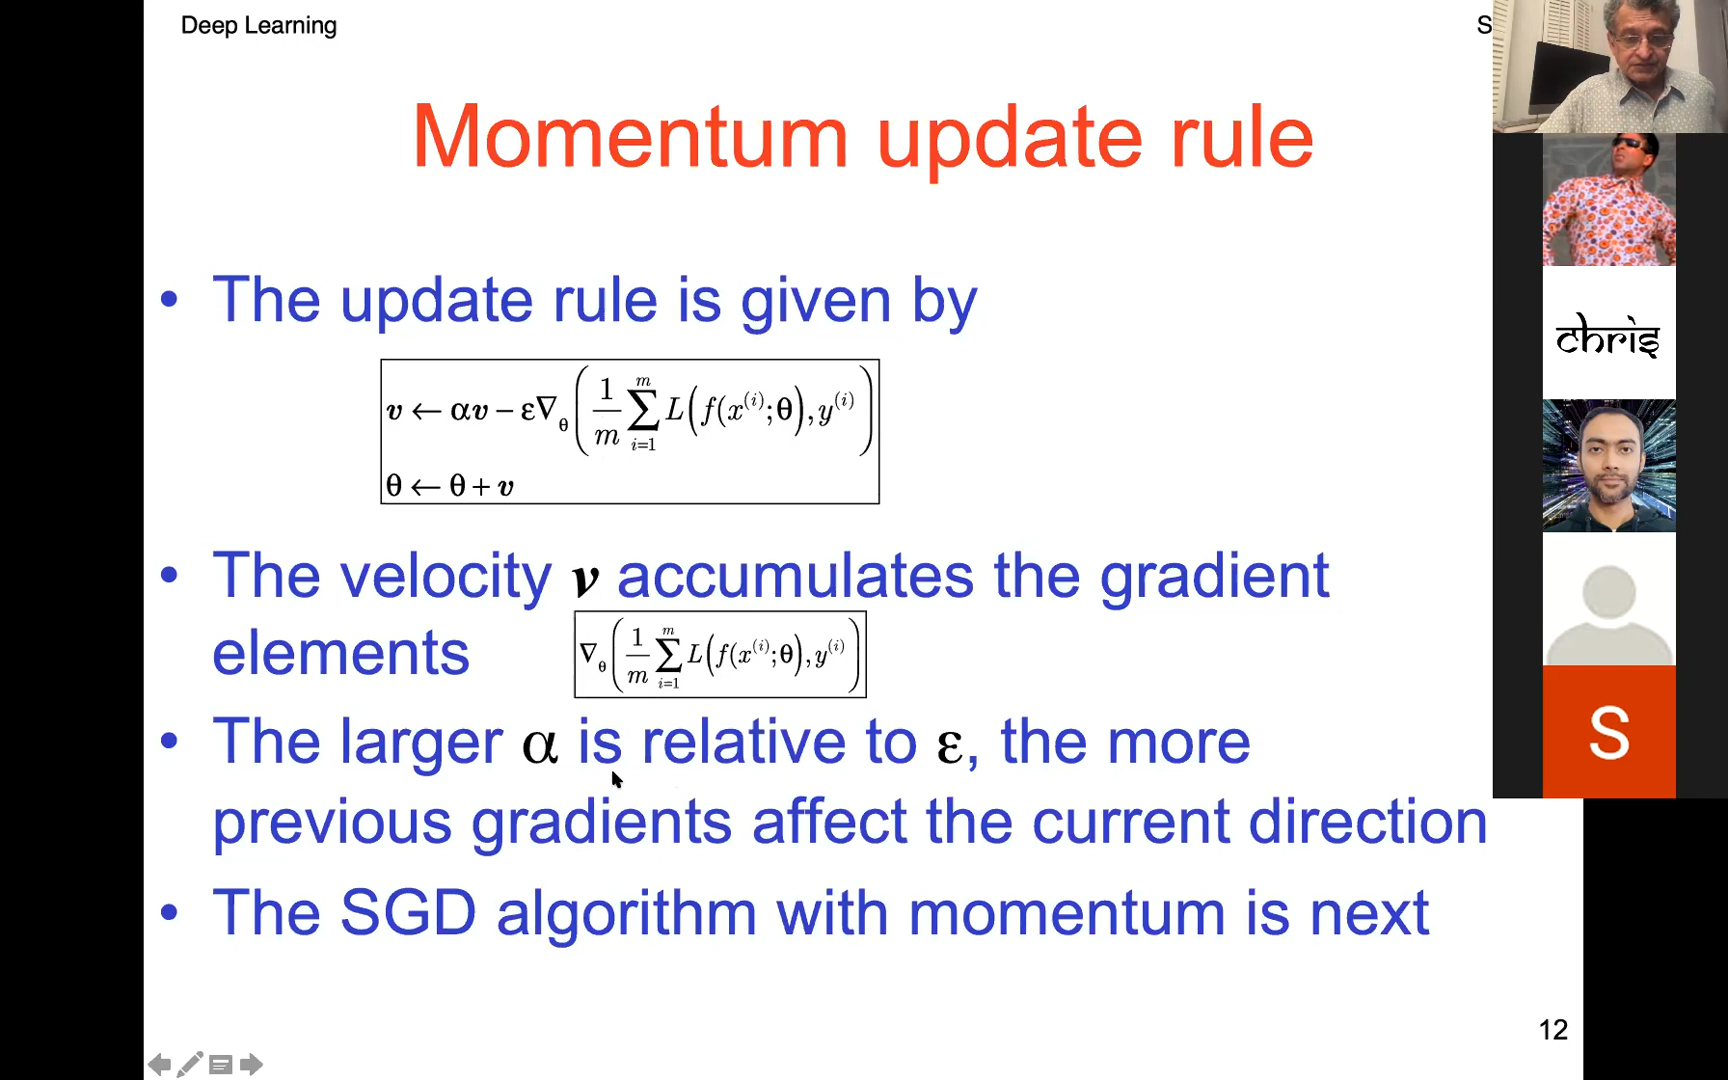 Deep Learning
S
Momentum update rule
• The update rule is given by
v ← αv − ε∇θ ( 1/m ∑_{i=1}^{m} L(f(x^(i);θ), y^(i) )
θ ← θ + v
• The velocity v accumulates the gradient
elements ∇θ ( 1/m ∑_{i=1}^{m} L(f(x^(i);θ), y^(i) )
• The larger α is relative to ε, the more
previous gradients affect the current direction
• The SGD algorithm with momentum is next
12
chris
S